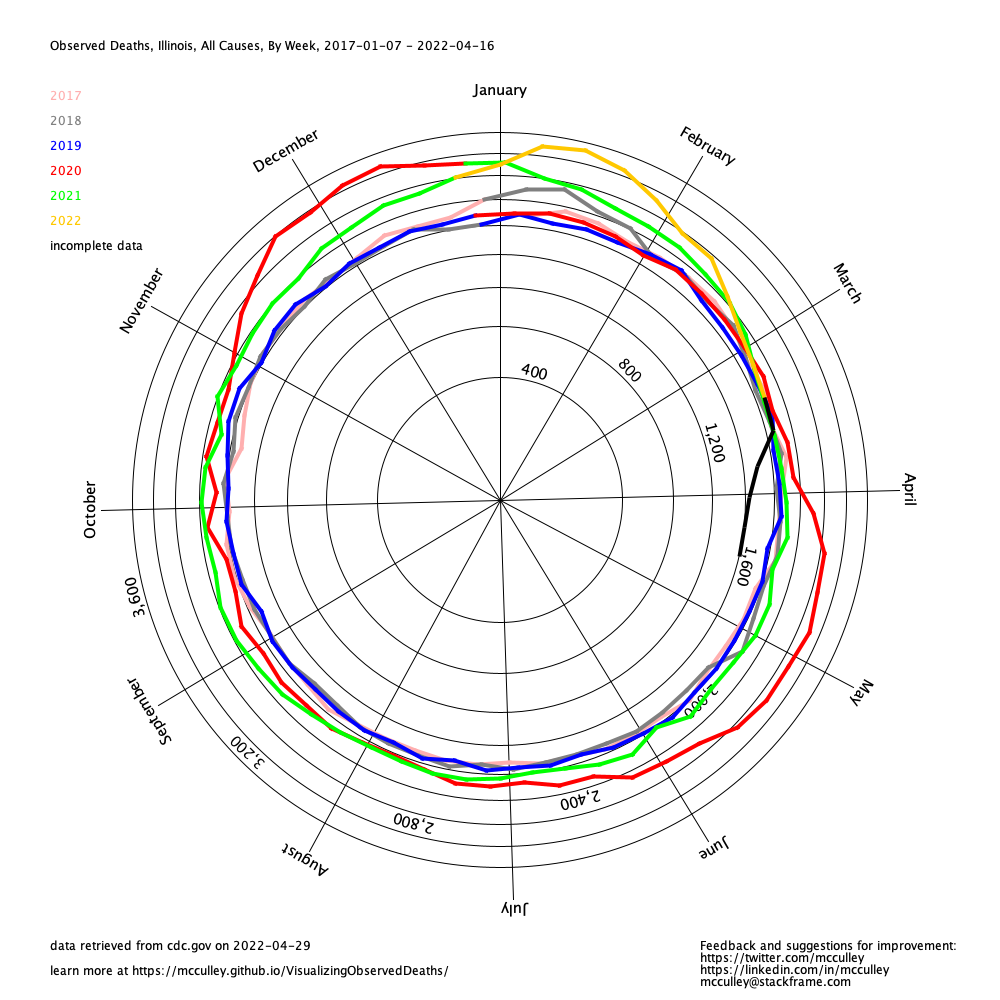 Observed Deaths, Illinois, All Causes, By Week, 2017-01-07 - 2022-04-16
2017
2018
2019
2020
2021
2022
incomplete data
January
February
March
April
May
June
July
August
September
October
November
December
400
800
1,200
1,600
2,000
2,400
2,800
3,200
3,600
data retrieved from cdc.gov on 2022-04-29
learn more at https://mcculley.github.io/VisualizingObservedDeaths/
Feedback and suggestions for improvement:
https://twitter.com/mcculley
https://linkedin.com/in/mcculley
mcculley@stackframe.com